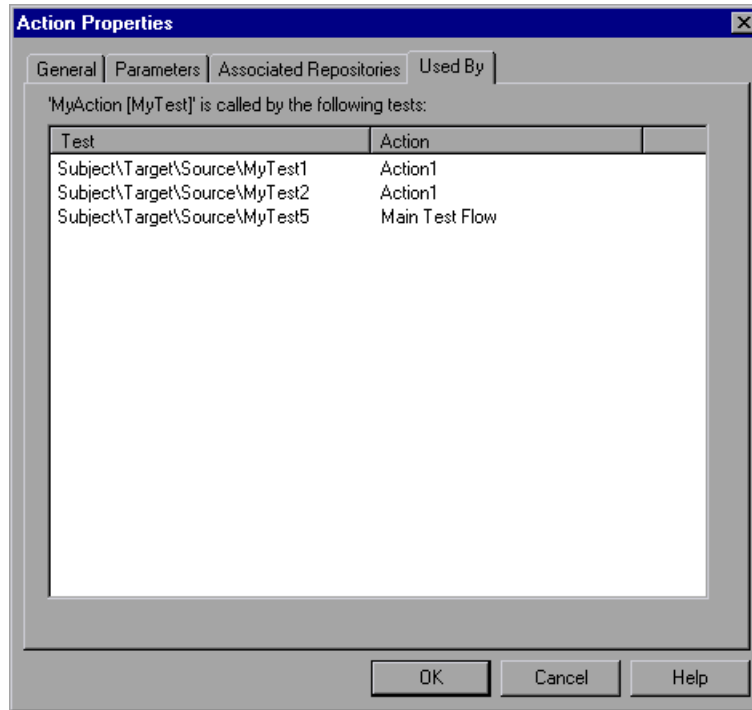 Action Properties
General Parameters Associated Repositories Used By
'MyAction [MyTest]' is called by the following tests:
Test Action
Subject\Target\Source\MyTest1 Action1
Subject\Target\Source\MyTest2 Action1
Subject\Target\Source\MyTest5 Main Test Flow
OK Cancel Help